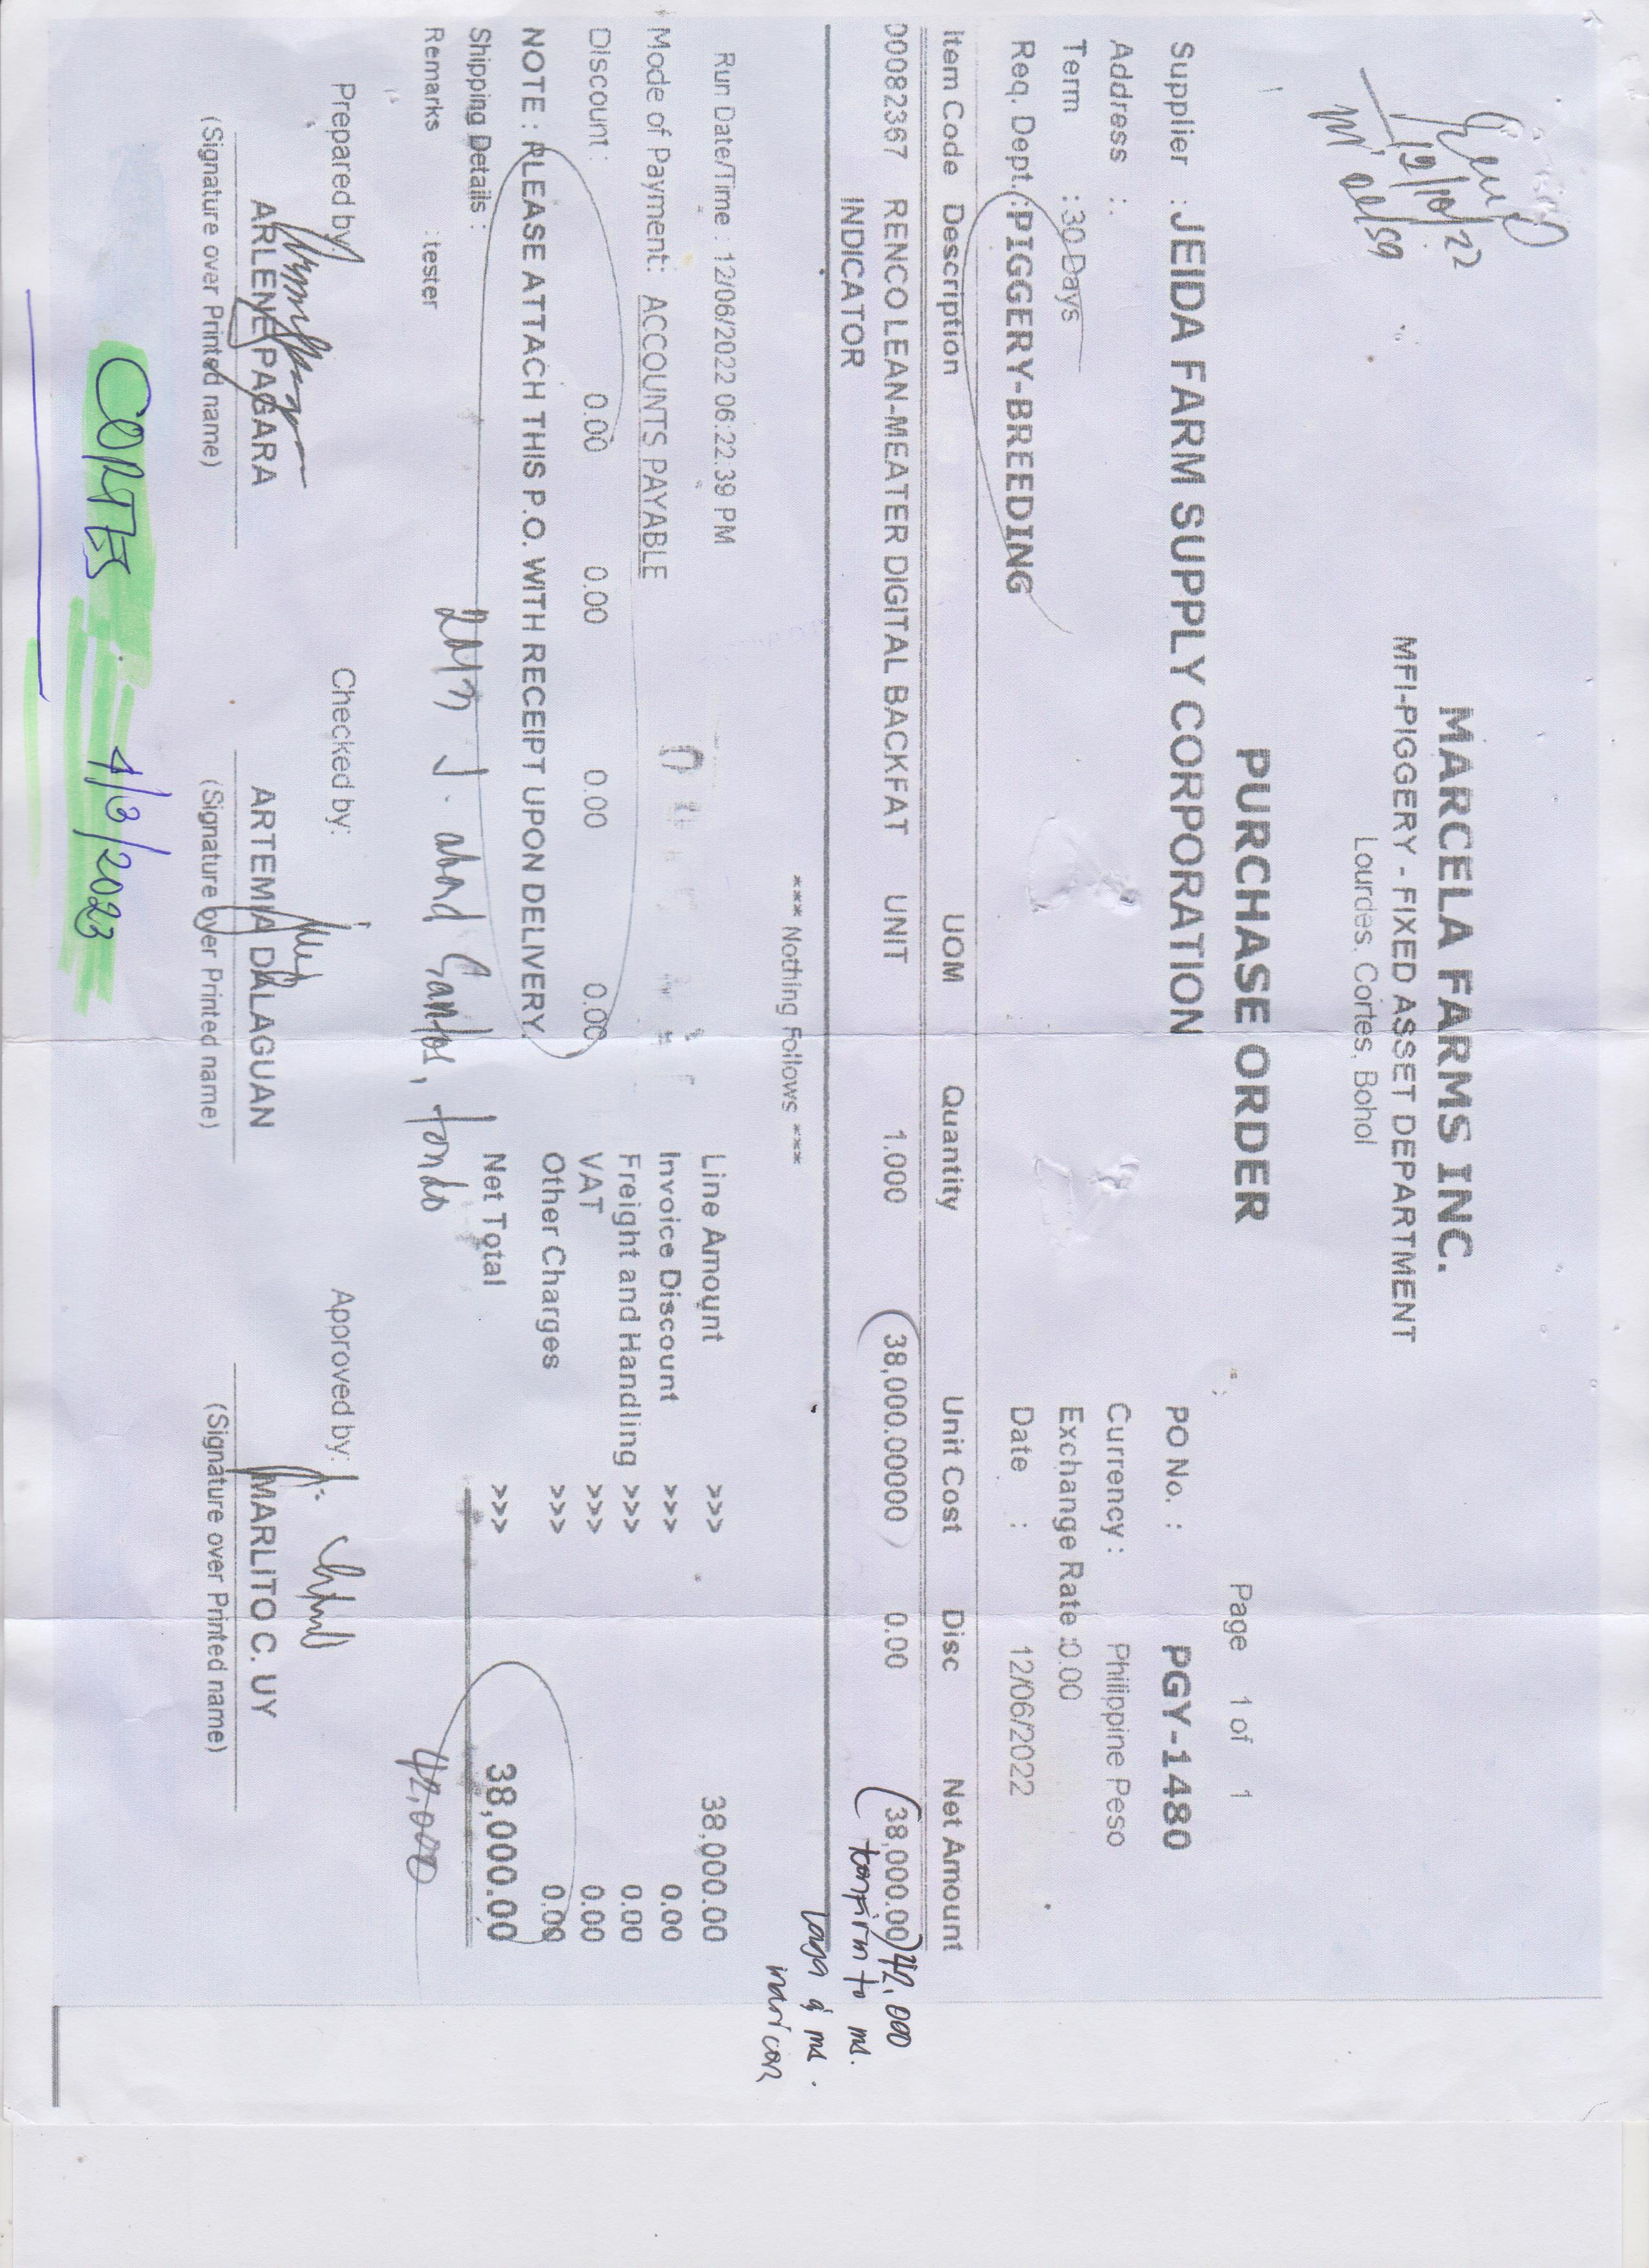 12/10/22
MARCELA FARMS INC.
MFI-PIGGERY - FIXED ASSET DEPARTMENT
Lourdes, Cortes, Bohol
PURCHASE ORDER
Page 1 of 1
Supplier : JEIDA FARM SUPPLY CORPORATION
PO No. : PGY-1480
Address : .
Currency : Philippine Peso
Term : 30 Days
Exchange Rate : 0.00
Req. Dept. : PIGGERY-BREEDING
Date : 12/06/2022
Item Code Description UOM Quantity Unit Cost Disc Net Amount
00082367 RENCO LEAN-MEATER DIGITAL BACKFAT UNIT 1.000 38,000.00000 0.00 38,000.00 42,000
INDICATOR
confirm to ms.
& ms.
*** Nothing Follows ***
Run Date/Time : 12/06/2022 06:22:39 PM
Line Amount >>> 38,000.00
Invoice Discount >>> 0.00
Mode of Payment: ACCOUNTS PAYABLE
Freight and Handling >>> 0.00
Discount : 0.00 0.00 0.00 0.00
VAT >>> 0.00
Other Charges >>> 0.00
NOTE : PLEASE ATTACH THIS P.O. WITH RECEIPT UPON DELIVERY.
Net Total >>> 38,000.00
Shipping Details :
42,000
J. abad Santos, tondo
Remarks : tester
Prepared by:
Checked by:
Approved by:
ARLENE PAGARA
ARTEMIA DALAGUAN
MARLITO C. UY
(Signature over Printed name)
(Signature over Printed name)
(Signature over Printed name)
CORTES 4/3/2023